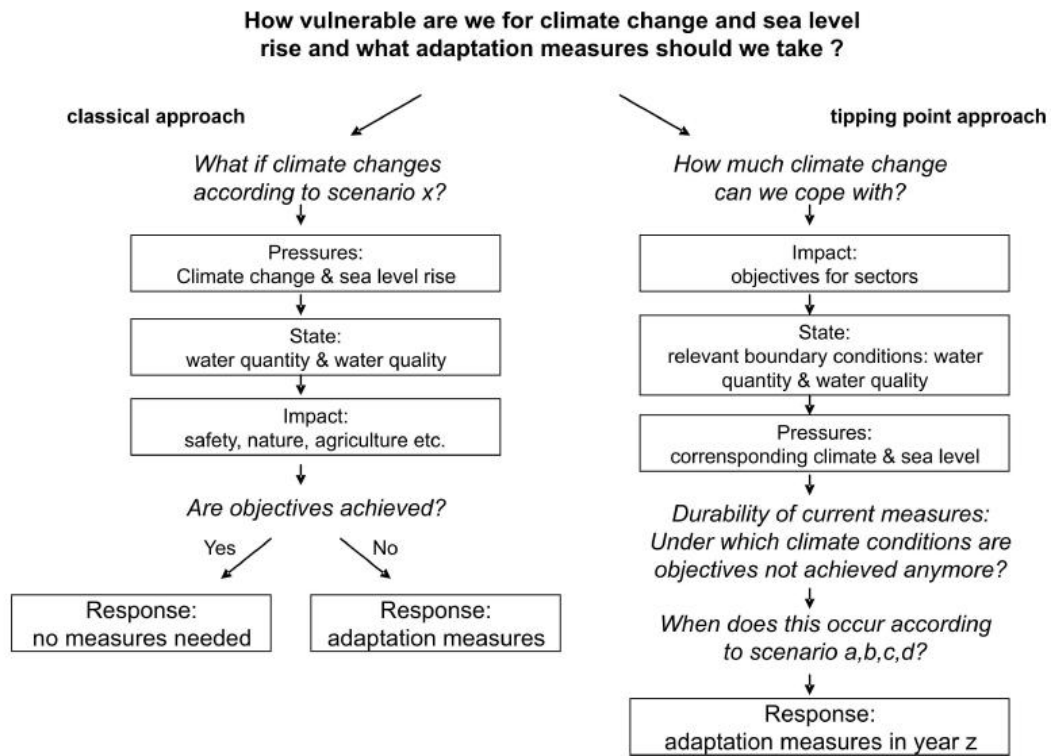 How vulnerable are we for climate change and sea level
rise and what adaptation measures should we take ?
classical approach
What if climate changes
according to scenario x?
Pressures:
Climate change & sea level rise
State:
water quantity & water quality
Impact:
safety, nature, agriculture etc.
Are objectives achieved?
Yes
No
Response:
no measures needed
Response:
adaptation measures
tipping point approach
How much climate change
can we cope with?
Impact:
objectives for sectors
State:
relevant boundary conditions: water
quantity & water quality
Pressures:
corrensponding climate & sea level
Durability of current measures:
Under which climate conditions are
objectives not achieved anymore?
When does this occur according
to scenario a,b,c,d?
Response:
adaptation measures in year z